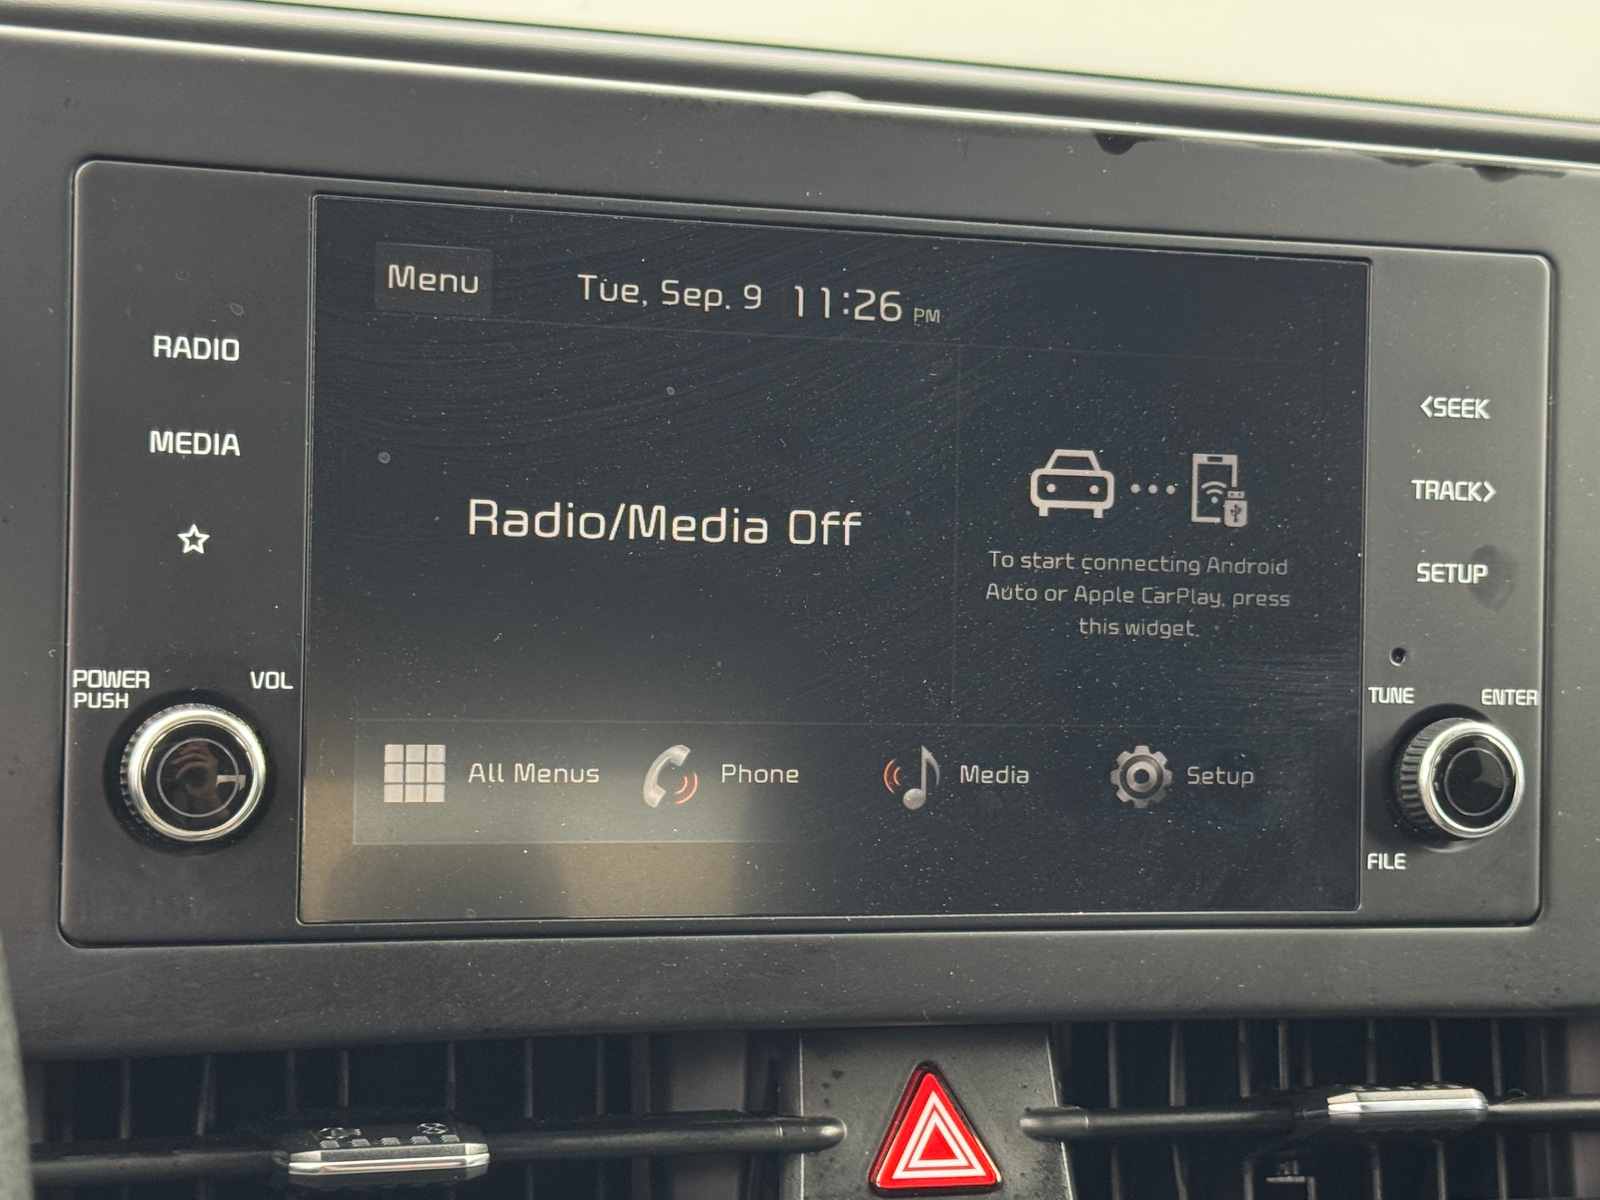 Menu
Tue, Sep. 9 11:26 PM
RADIO
MEDIA
Radio/Media Off
To start connecting Android
Auto or Apple CarPlay, press
this widget.
<SEEK
TRACK>
SETUP
POWER
PUSH
VOL
TUNE
ENTER
All Menus
Phone
Media
Setup
FILE